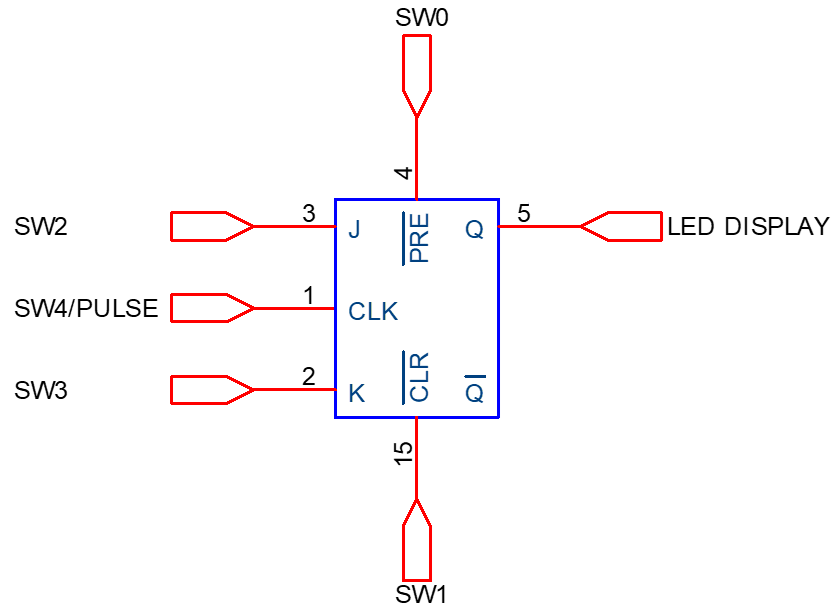 SW0
4
SW2
3
J
PRE
Q
5
LED DISPLAY
SW4/PULSE
1
CLK
SW3
2
K
CLR
Q
15
SW1